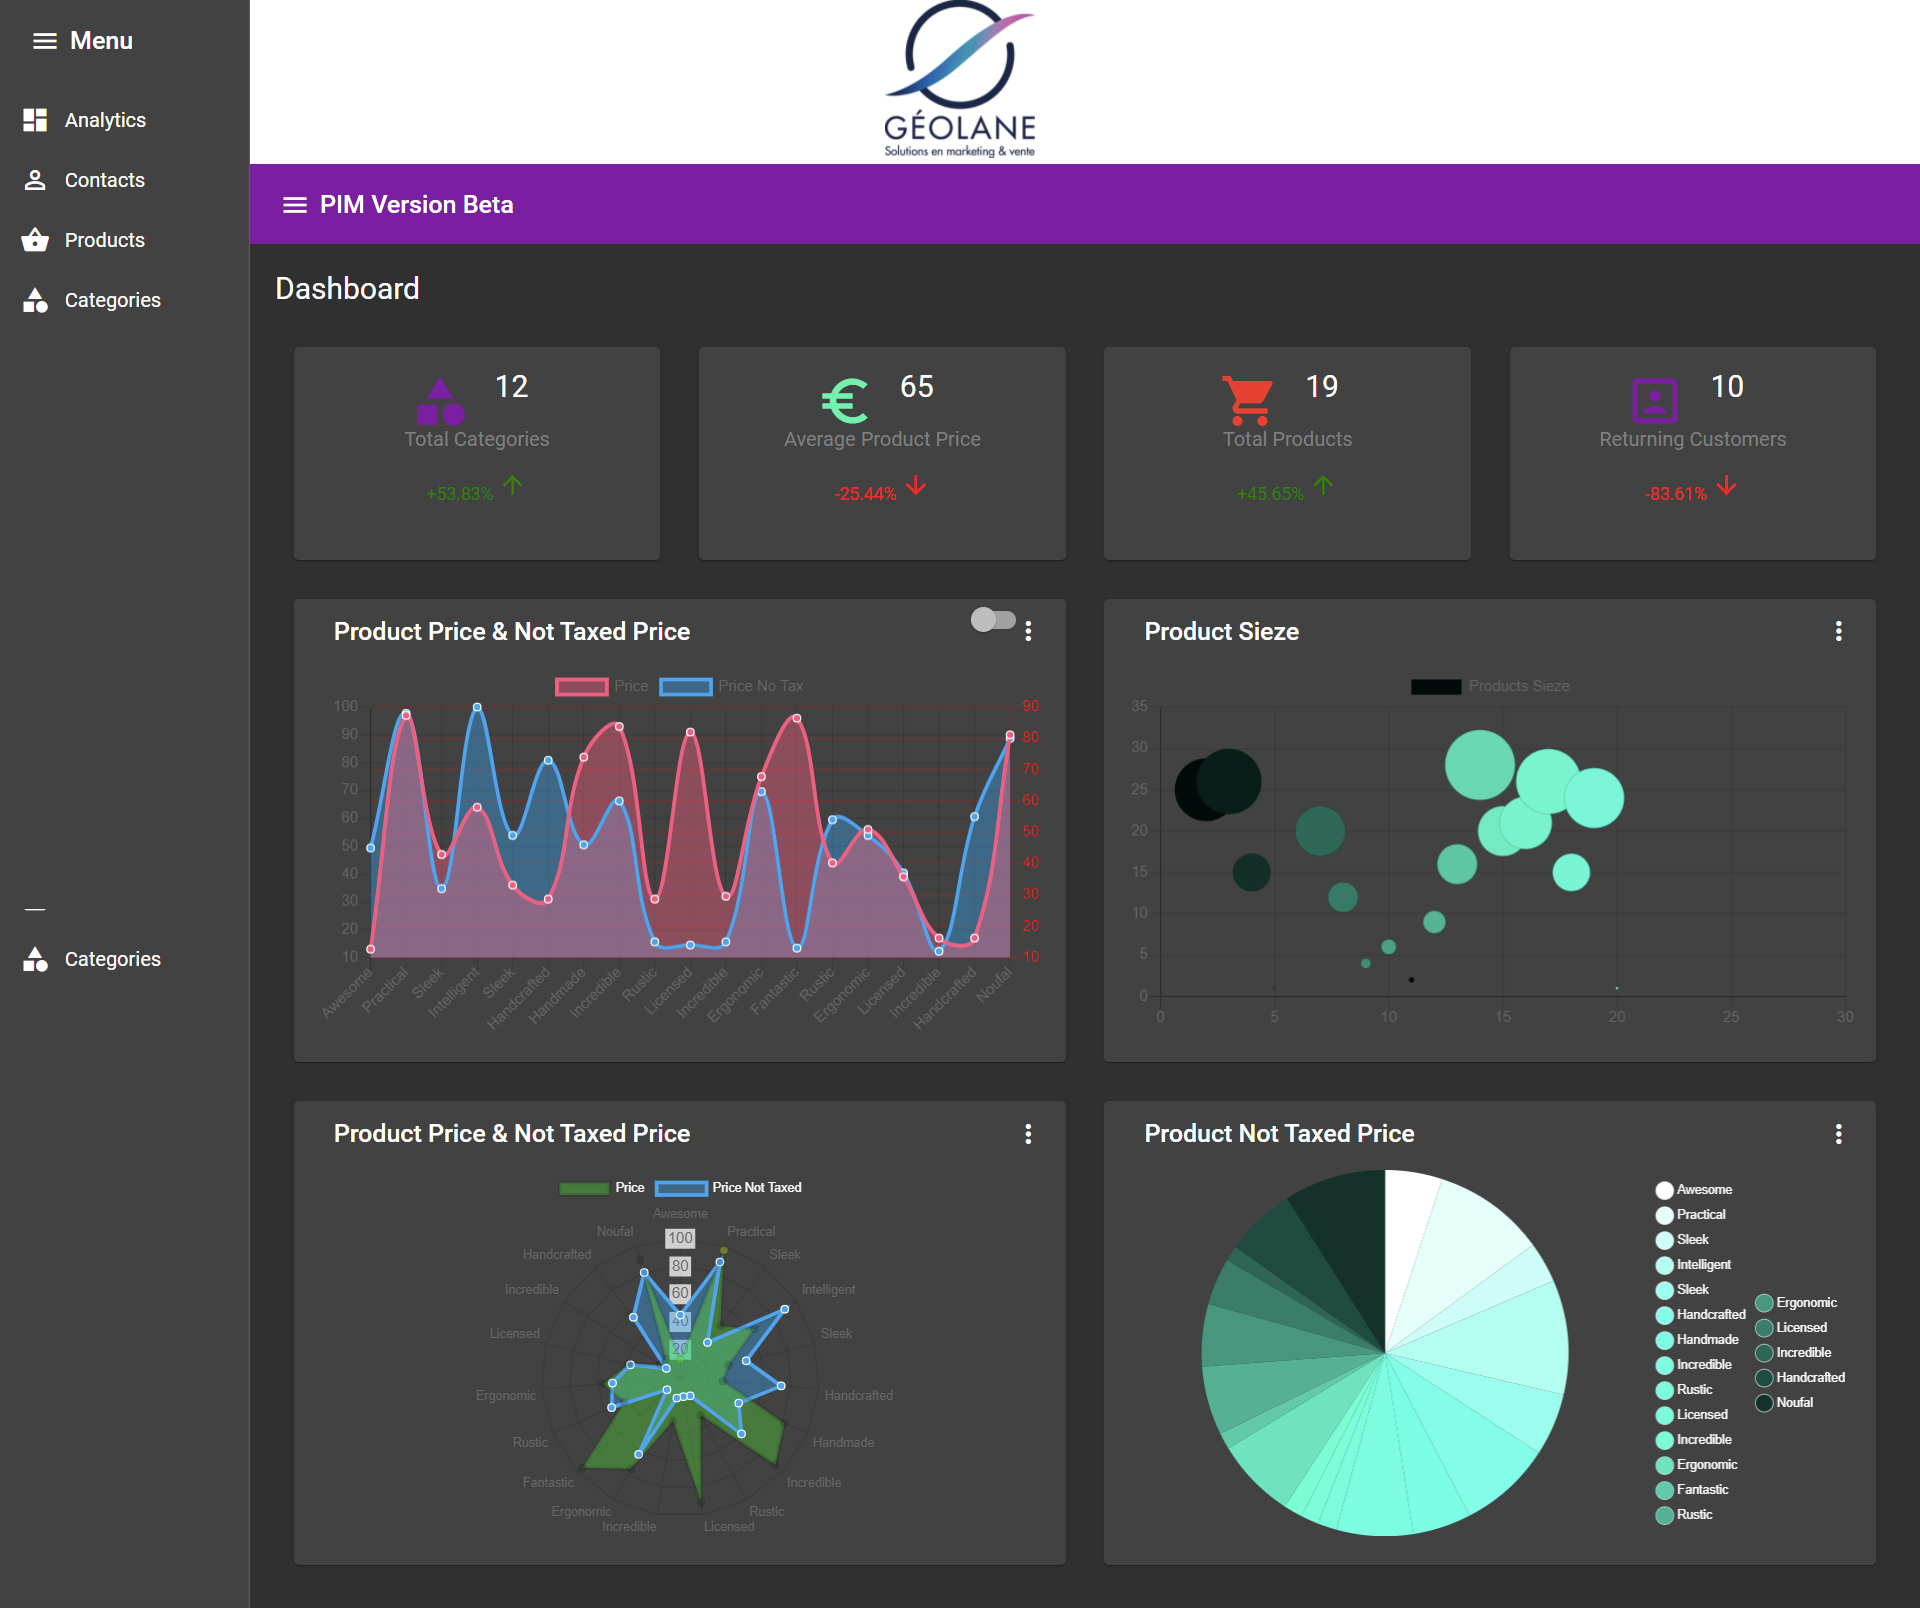 Menu
Analytics
Contacts
Products
Categories
Categories
GÉOLANE
Solutions en marketing & vente
PIM Version Beta
Dashboard
12
Total Categories
+53.83%
65
Average Product Price
-25.44%
19
Total Products
+45.65%
10
Returning Customers
-83.61%
Product Price & Not Taxed Price
Price Price No Tax
100
90
80
70
60
50
40
30
20
10
90
80
70
60
50
40
30
20
10
Awesome
Practical
Sleek
Intelligent
Sleek
Handcrafted
Handmade
Incredible
Rustic
Licensed
Incredible
Ergonomic
Fantastic
Rustic
Ergonomic
Licensed
Incredible
Handcrafted
Noufal
Product Sieze
Products Sieze
35
30
25
20
15
10
5
0
0 5 10 15 20 25 30
Product Price & Not Taxed Price
Price Price Not Taxed
Awesome
Practical
Sleek
Intelligent
Sleek
Handcrafted
Handmade
Incredible
Rustic
Licensed
Incredible
Ergonomic
Fantastic
Rustic
Ergonomic
Licensed
Incredible
Handcrafted
Noufal
100
80
60
40
20
Product Not Taxed Price
Awesome
Practical
Sleek
Intelligent
Sleek
Handcrafted
Handmade
Incredible
Rustic
Licensed
Incredible
Ergonomic
Fantastic
Rustic
Ergonomic
Licensed
Incredible
Handcrafted
Noufal